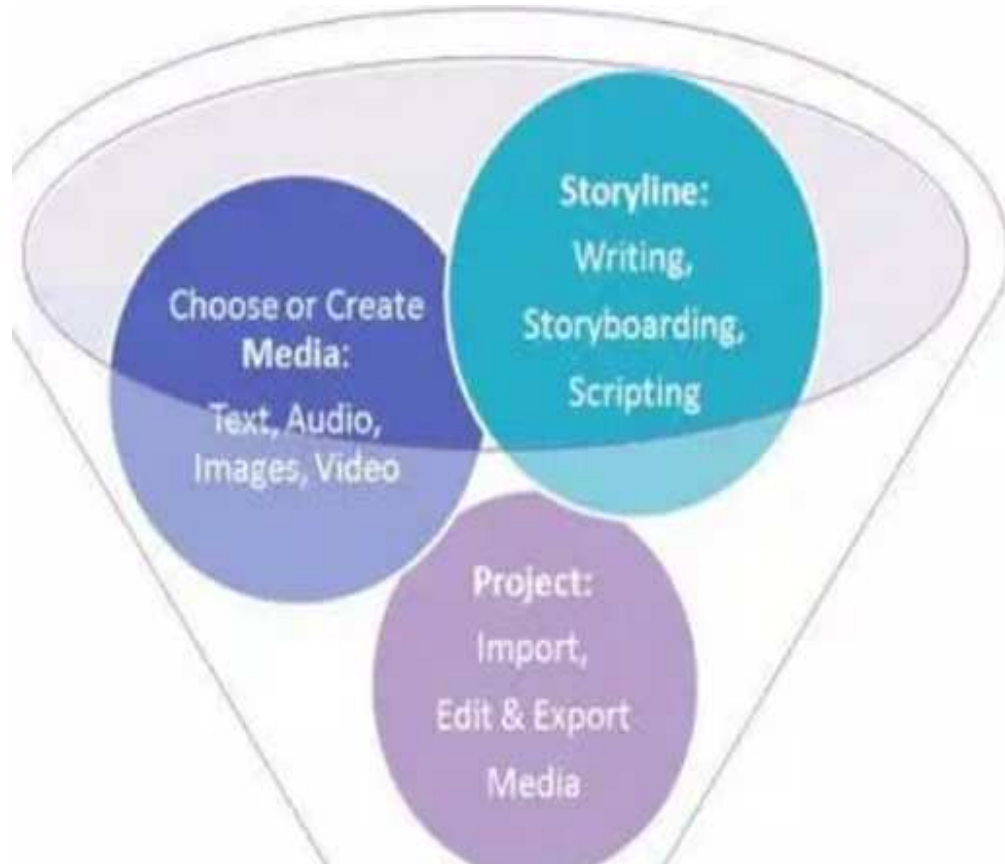 Storyline:
Writing,
Storyboarding,
Scripting
Choose or Create
Media:
Text, Audio,
Images, Video
Project:
Import,
Edit & Export
Media